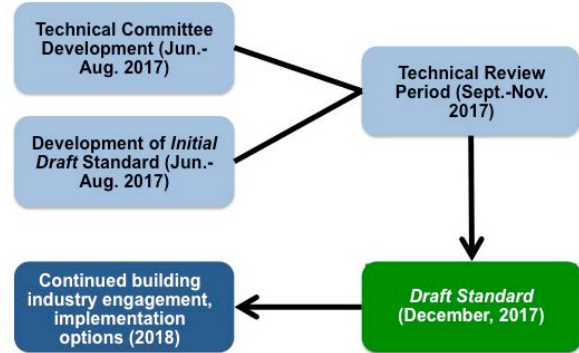 Technical Committee
Development (Jun.-
Aug. 2017)
Development of Initial
Draft Standard (Jun.-
Aug. 2017)
Technical Review
Period (Sept.-Nov.
2017)
Draft Standard
(December, 2017)
Continued building
industry engagement,
implementation
options (2018)